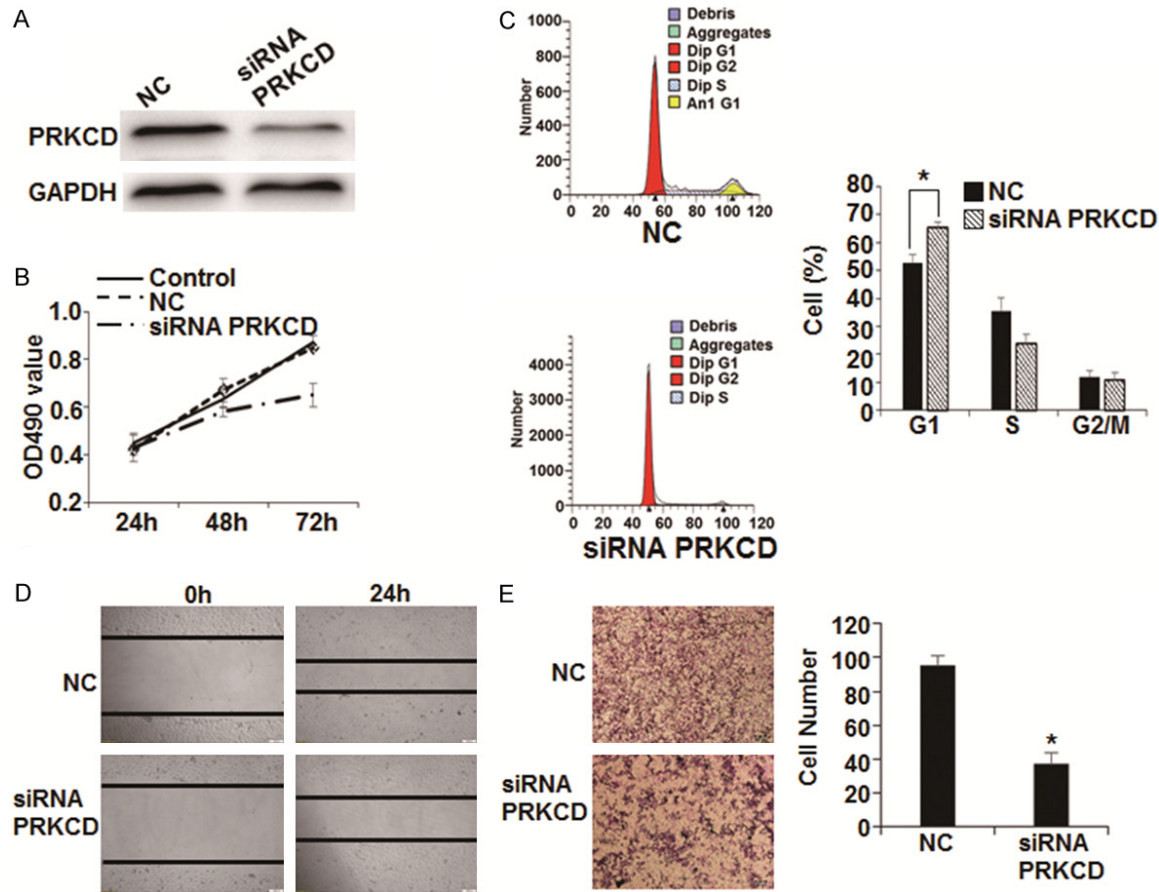 A
NC
siRNA
PRKCD
PRKCD
GAPDH
B
Control
NC
siRNA PRKCD
1.0
0.8
0.6
0.4
0.2
OD490 value
24h
48h
72h
C
1000
800
600
400
200
0
Number
Debris
Aggregates
Dip G1
Dip G2
Dip S
An1 G1
0 20 40 60 80 100 120
NC
4000
3000
2000
1000
0
Number
Debris
Aggregates
Dip G1
Dip G2
Dip S
0 20 40 60 80 100 120
siRNA PRKCD
80
70
60
50
40
30
20
10
0
Cell (%)
*
NC
siRNA PRKCD
G1
S
G2/M
D
0h
24h
NC
siRNA
PRKCD
E
NC
siRNA
PRKCD
120
100
80
60
40
20
0
Cell Number
*
NC
siRNA
PRKCD